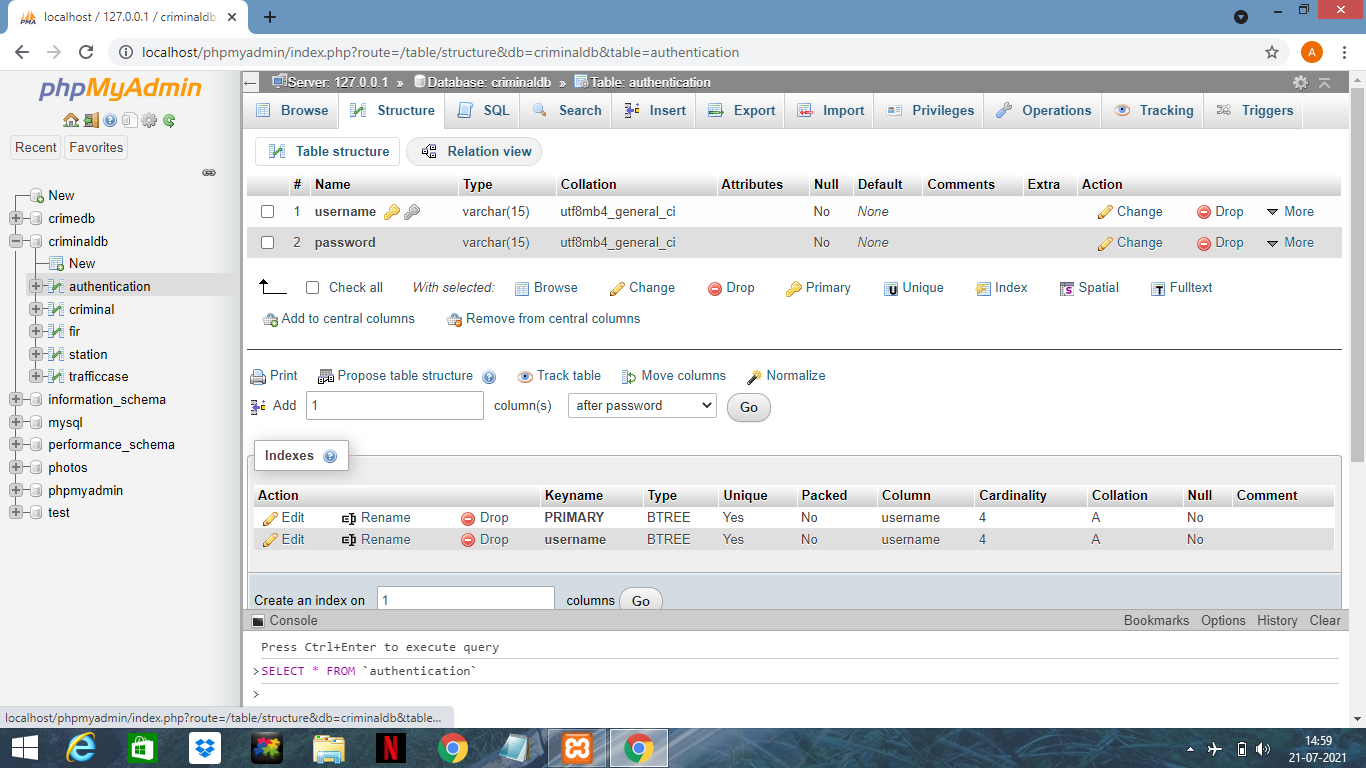 localhost / 127.0.0.1 / criminaldb
localhost/phpmyadmin/index.php?route=/table/structure&db=criminaldb&table=authentication
A
phpMyAdmin
Recent Favorites
New
crimedb
criminaldb
New
authentication
criminal
fir
station
trafficcase
information_schema
mysql
performance_schema
photos
phpmyadmin
test
Server: 127.0.0.1 » Database: criminaldb » Table: authentication
Browse Structure SQL Search Insert Export Import Privileges Operations Tracking Triggers
Table structure Relation view
# Name Type Collation Attributes Null Default Comments Extra Action
1 username varchar(15) utf8mb4_general_ci No None Change Drop More
2 password varchar(15) utf8mb4_general_ci No None Change Drop More
Check all With selected: Browse Change Drop Primary Unique Index Spatial Fulltext
Add to central columns Remove from central columns
Print Propose table structure Track table Move columns Normalize
Add 1 column(s) after password Go
Indexes
Action Keyname Type Unique Packed Column Cardinality Collation Null Comment
Edit Rename Drop PRIMARY BTREE Yes No username 4 A No
Edit Rename Drop username BTREE Yes No username 4 A No
Create an index on 1 columns Go
Console Bookmarks Options History Clear
Press Ctrl+Enter to execute query
>SELECT * FROM `authentication`
>
localhost/phpmyadmin/index.php?route=/table/structure&db=criminaldb&table...
14:59
21-07-2021